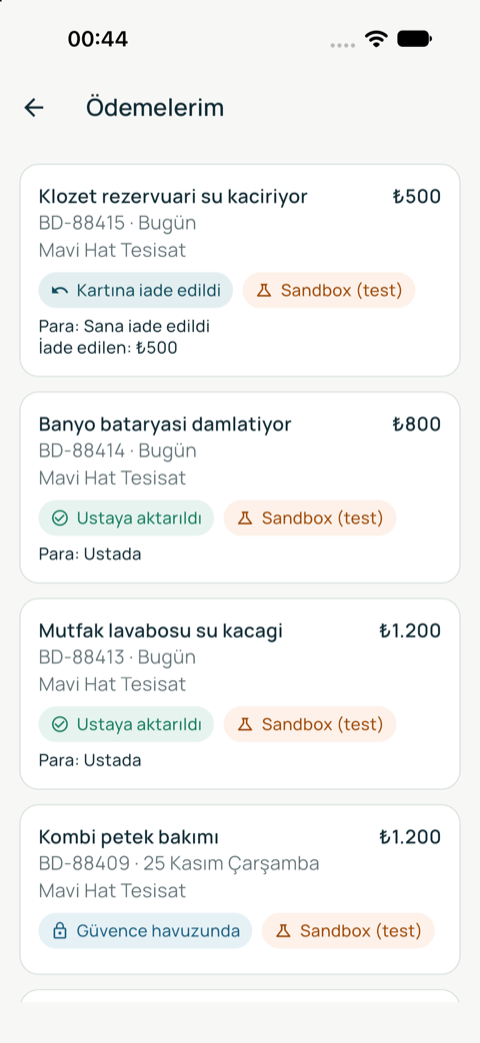 00:44
Ödemelerim
Klozet rezervuari su kaciriyor ₺500
BD-88415 · Bugün
Mavi Hat Tesisat
Kartına iade edildi Sandbox (test)
Para: Sana iade edildi
İade edilen: ₺500
Banyo bataryasi damlatiyor ₺800
BD-88414 · Bugün
Mavi Hat Tesisat
Ustaya aktarıldı Sandbox (test)
Para: Ustada
Mutfak lavabosu su kacagi ₺1.200
BD-88413 · Bugün
Mavi Hat Tesisat
Ustaya aktarıldı Sandbox (test)
Para: Ustada
Kombi petek bakımı ₺1.200
BD-88409 · 25 Kasım Çarşamba
Mavi Hat Tesisat
Güvence havuzunda Sandbox (test)